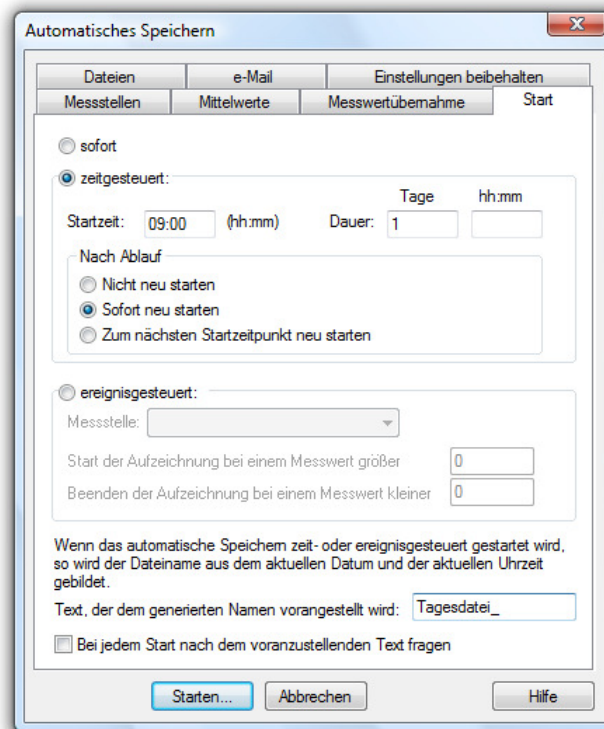 Automatisches Speichern
Dateien e-Mail Einstellungen beibehalten
Messstellen Mittelwerte Messwertübernahme Start
sofort
zeitgesteuert:
Tage hh:mm
Startzeit: 09:00 (hh:mm) Dauer: 1
Nach Ablauf
Nicht neu starten
Sofort neu starten
Zum nächsten Startzeitpunkt neu starten
ereignisgesteuert:
Messstelle:
Start der Aufzeichnung bei einem Messwert größer 0
Beenden der Aufzeichnung bei einem Messwert kleiner 0
Wenn das automatische Speichern zeit- oder ereignisgesteuert gestartet wird,
so wird der Dateiname aus dem aktuellen Datum und der aktuellen Uhrzeit
gebildet.
Text, der dem generierten Namen vorangestellt wird: Tagesdatei_
Bei jedem Start nach dem voranzustellenden Text fragen
Starten... Abbrechen Hilfe